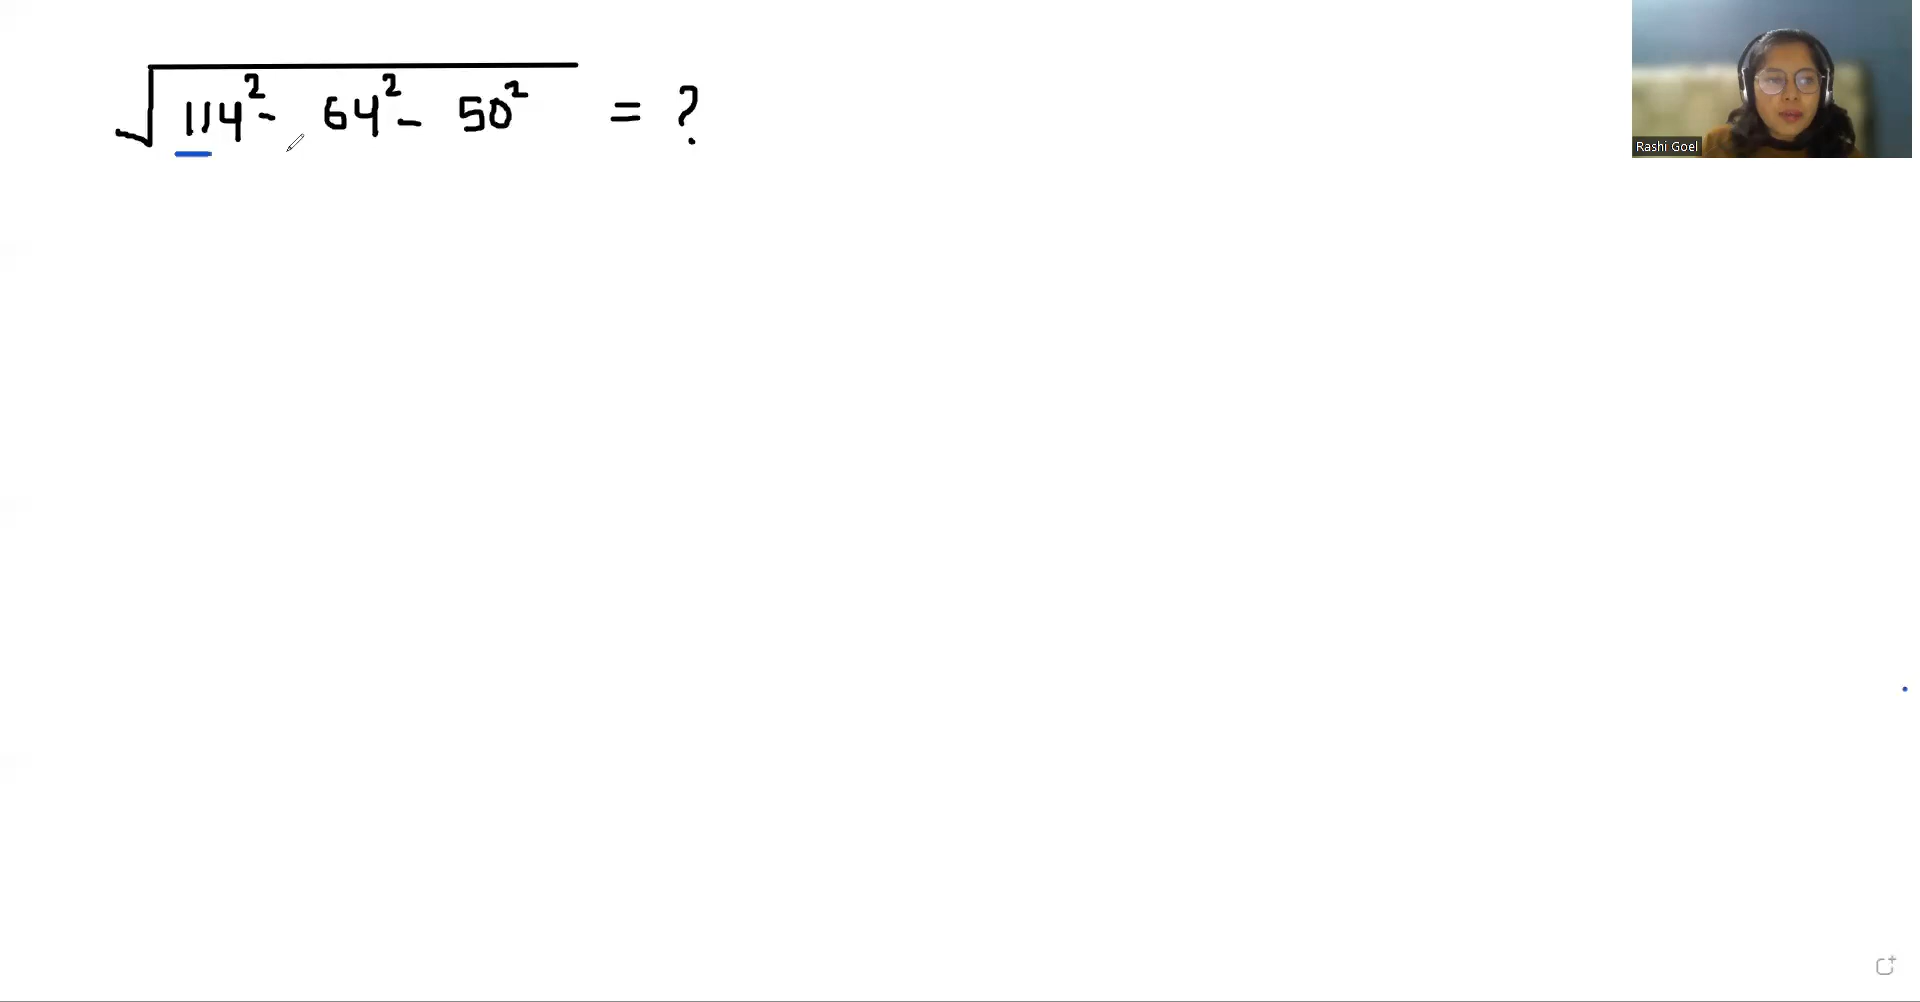 √(114² - 64² - 50²) = ?
Rashi Goel